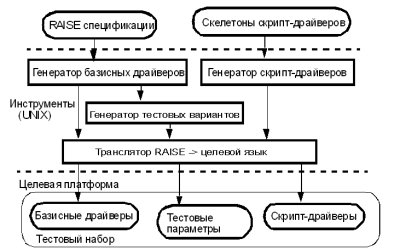 RAISE спецификации
Скелетоны скрипт-драйверов
Генератор базисных драйверов
Генератор скрипт-драйверов
Инструменты
(UNIX)
Генератор тестовых вариантов
Транслятор RAISE -> целевой язык
Целевая платформа
Базисные драйверы
Тестовые
параметры
Скрипт-драйверы
Тестовый набор